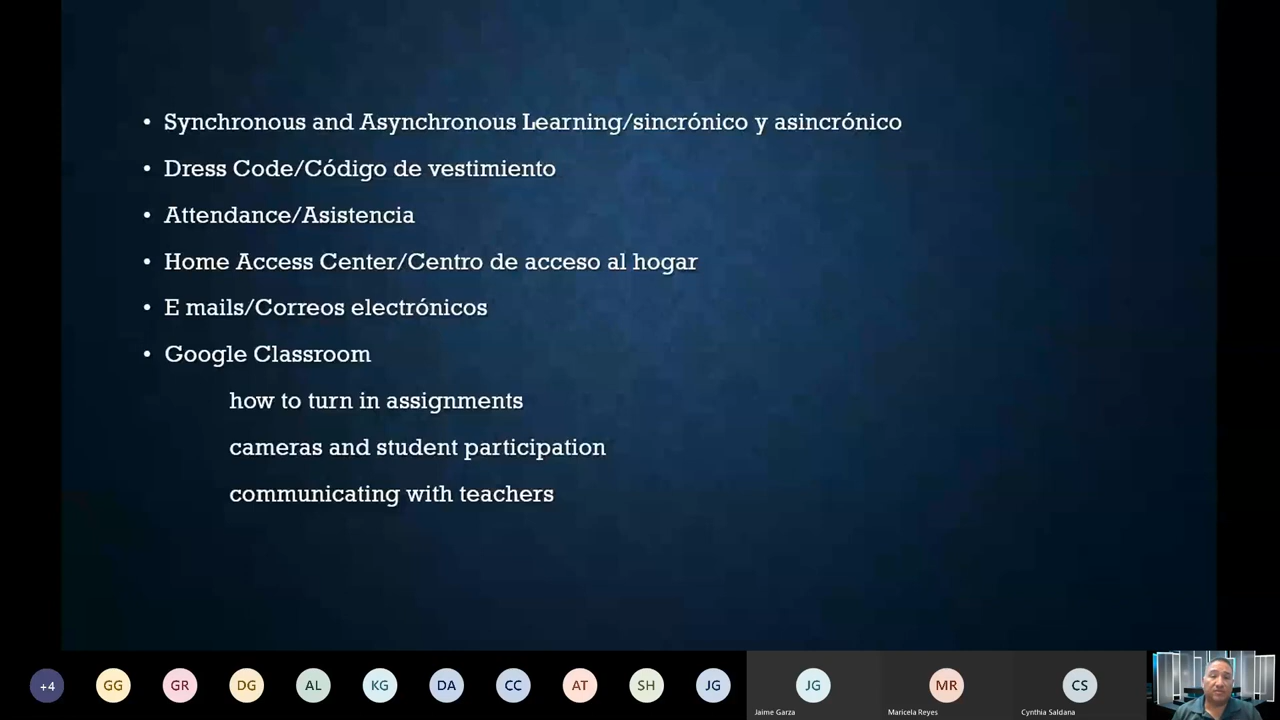 • Synchronous and Asynchronous Learning/sincrónico y asincrónico
• Dress Code/Código de vestimiento
• Attendance/Asistencia
• Home Access Center/Centro de acceso al hogar
• E mails/Correos electrónicos
• Google Classroom
how to turn in assignments
cameras and student participation
communicating with teachers
+4 GG GR DG AL KG DA CC AT SH JG JG MR CS
Jaime Garza Maricela Reyes Cynthia Saldana